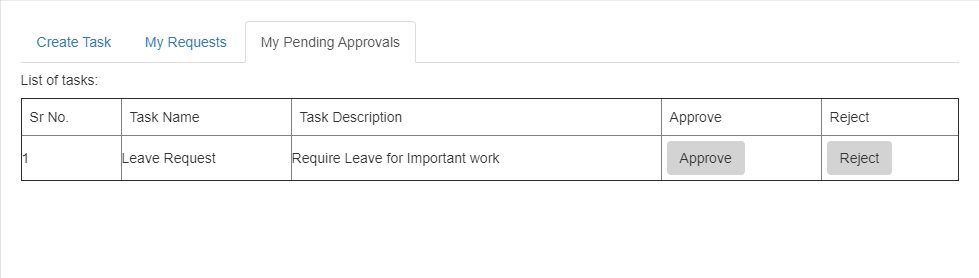 Create Task My Requests My Pending Approvals
List of tasks:
Sr No. Task Name Task Description Approve Reject
1 Leave Request Require Leave for Important work Approve Reject